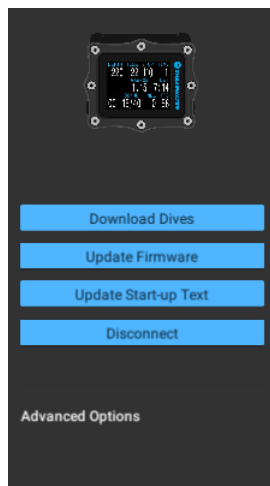 Download Dives
Update Firmware
Update Start-up Text
Disconnect
Advanced Options